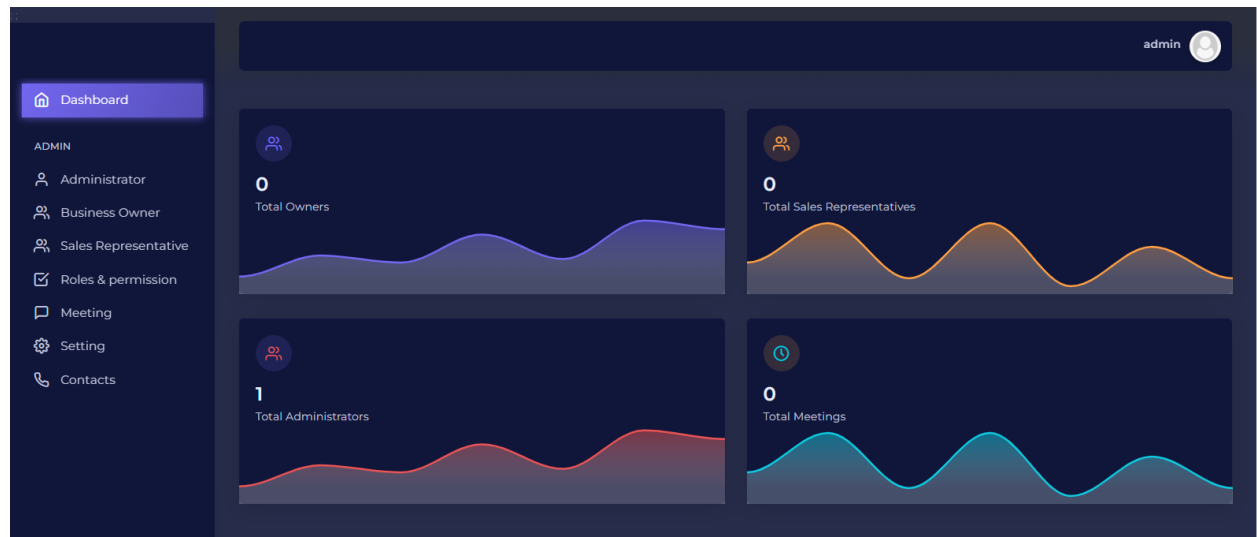 admin
Dashboard
ADMIN
Administrator
Business Owner
Sales Representative
Roles & permission
Meeting
Setting
Contacts
0
Total Owners
0
Total Sales Representatives
1
Total Administrators
0
Total Meetings